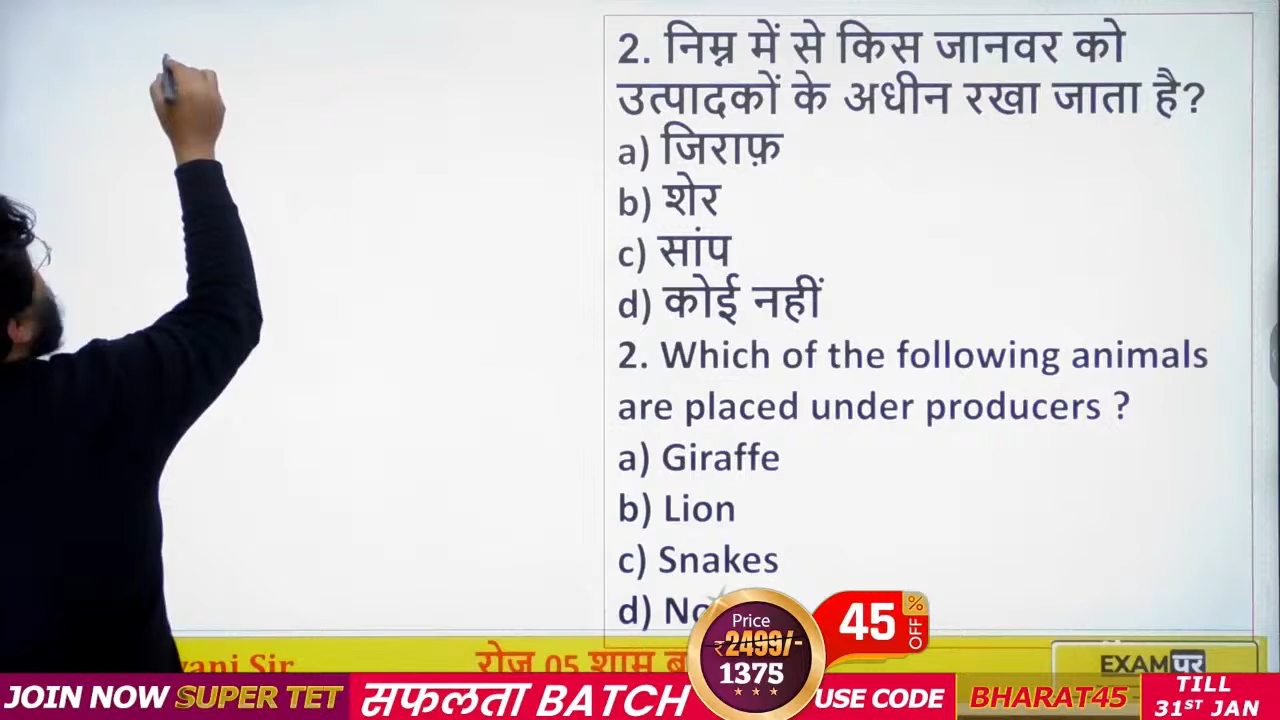 2. निम्न में से किस जानवर को
उत्पादकों के अधीन रखा जाता है?
a) जिराफ़
b) शेर
c) सांप
d) कोई नहीं
2. Which of the following animals
are placed under producers ?
a) Giraffe
b) Lion
c) Snakes
d)
Sir
रोज 05 शाम
EXAMपुर
Price
₹2499/-
1375
45% OFF
JOIN NOW SUPER TET सफलता BATCH USE CODE BHARAT45 TILL 31ST JAN